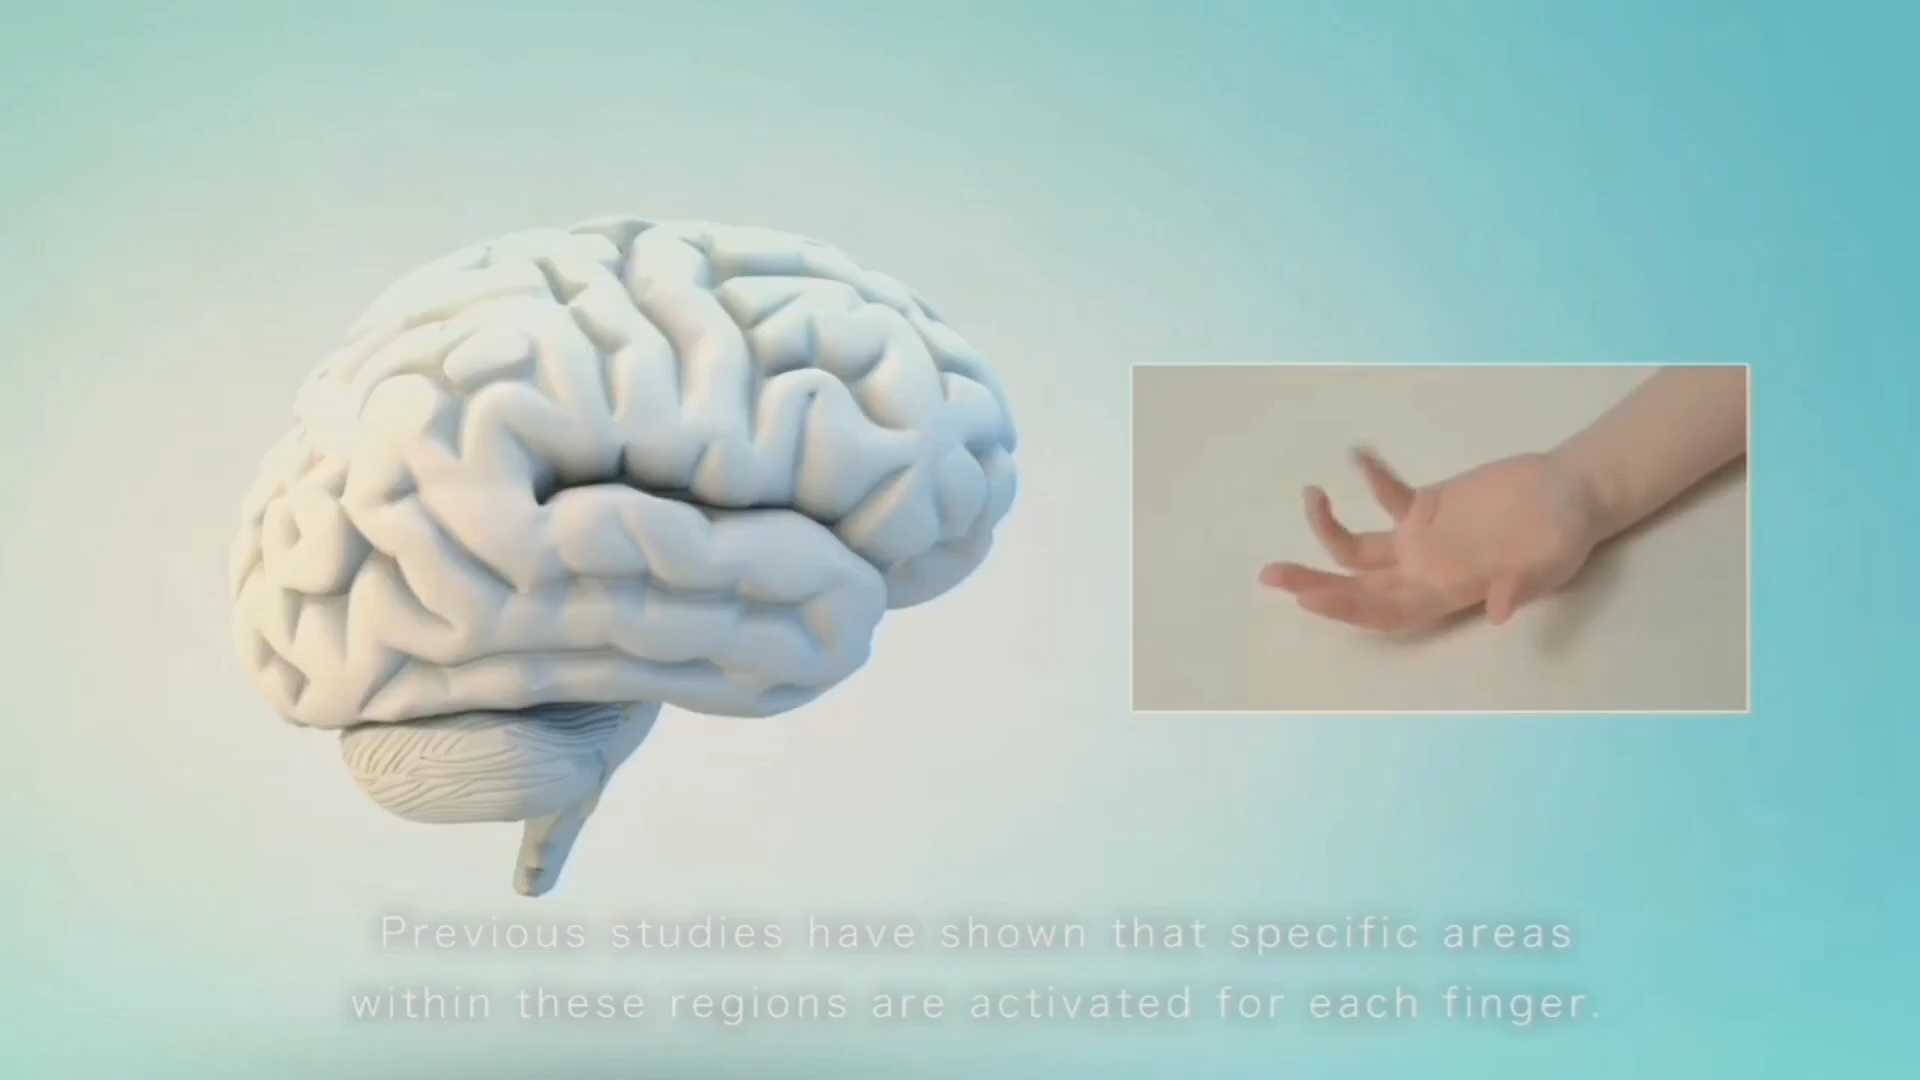 Previous studies have shown that specific areas
within these regions are activated for each finger.